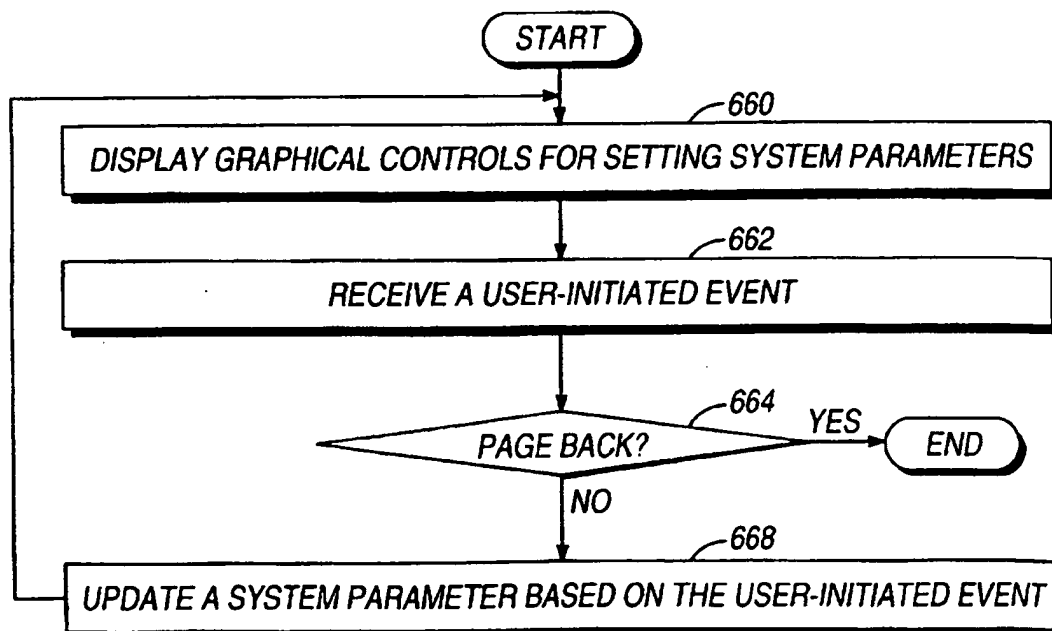 START
660
DISPLAY GRAPHICAL CONTROLS FOR SETTING SYSTEM PARAMETERS
662
RECEIVE A USER-INITIATED EVENT
664
PAGE BACK?
YES
END
NO
668
UPDATE A SYSTEM PARAMETER BASED ON THE USER-INITIATED EVENT